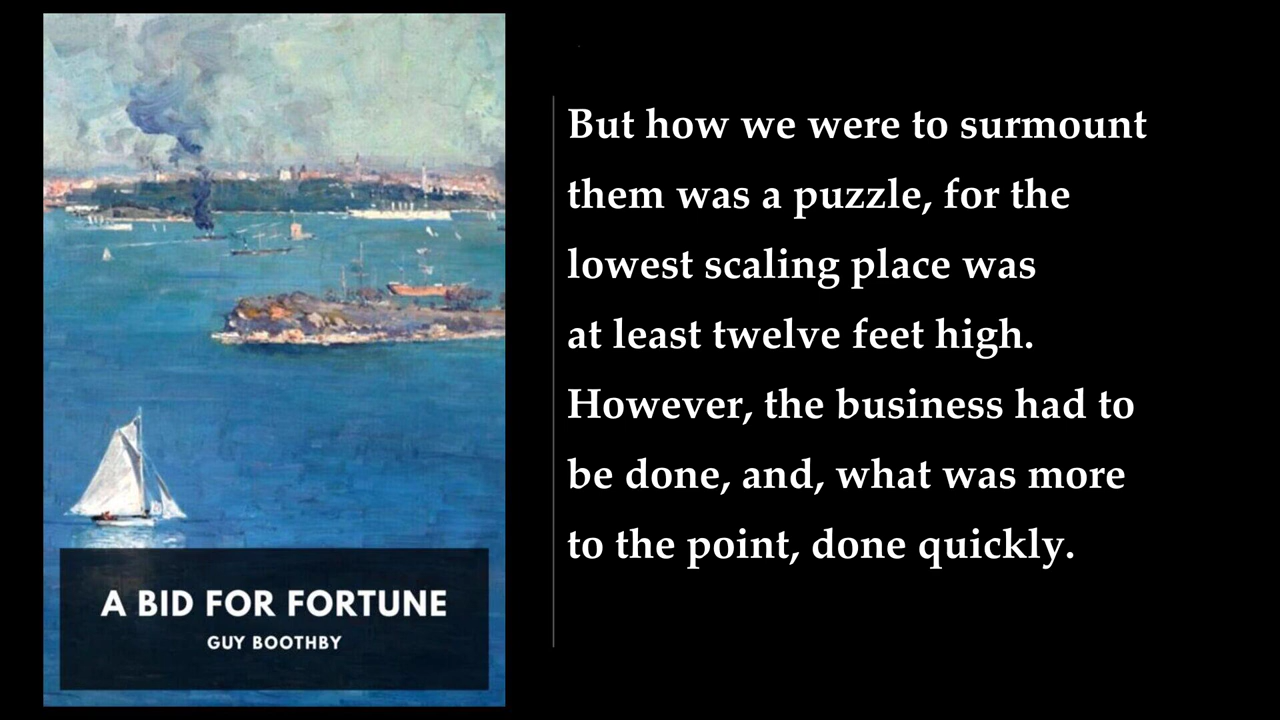 But how we were to surmount
them was a puzzle, for the
lowest scaling place was
at least twelve feet high.
However, the business had to
be done, and, what was more
to the point, done quickly.
A BID FOR FORTUNE
GUY BOOTHBY